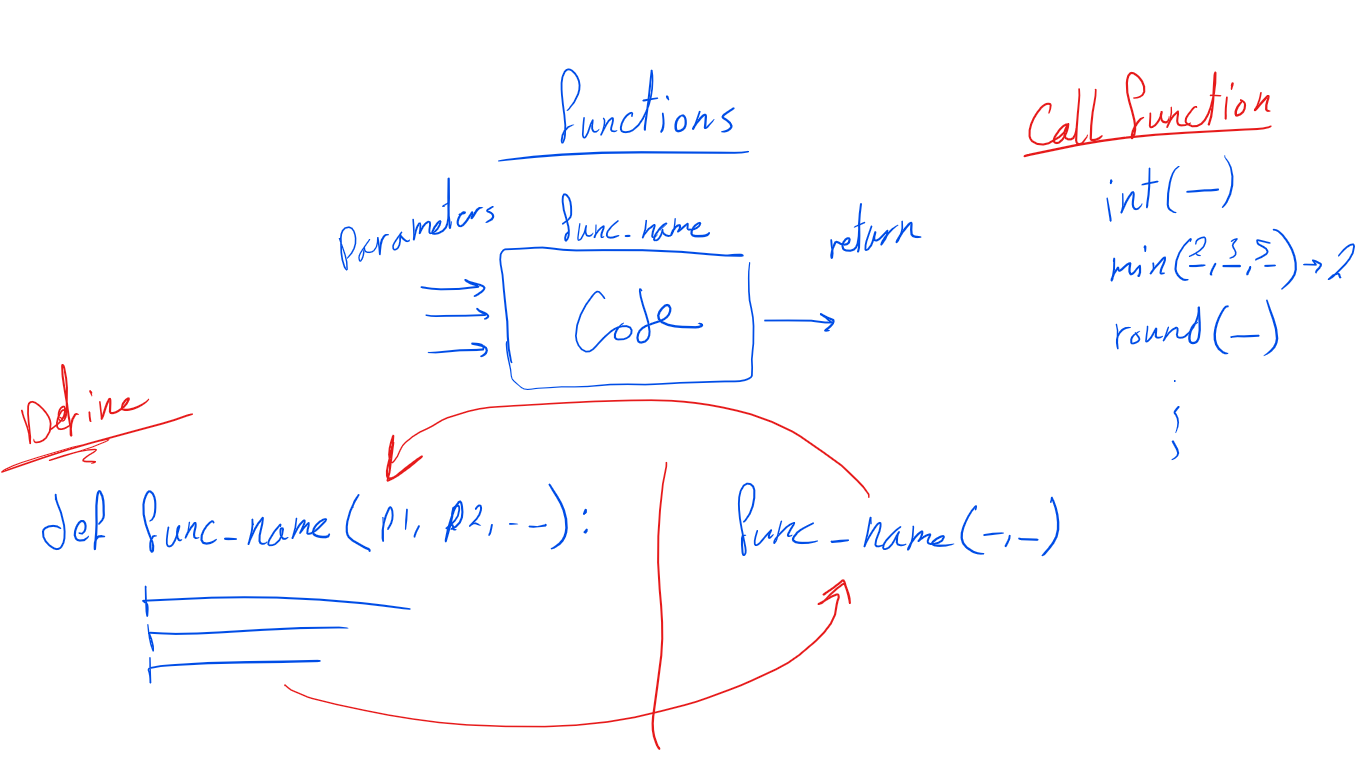 functions
Call function
Parameters
func_name
return
Code
int(—)
min(2,3,5)→2
round(—)
Define
def func_name(p1, p2, --):
func_name(-,-)